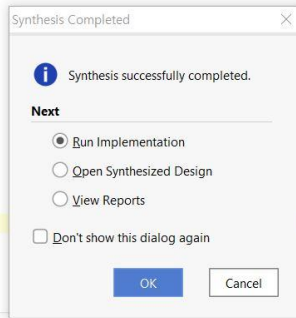 Synthesis Completed
Synthesis successfully completed.
Next
Run Implementation
Open Synthesized Design
View Reports
Don't show this dialog again
OK Cancel